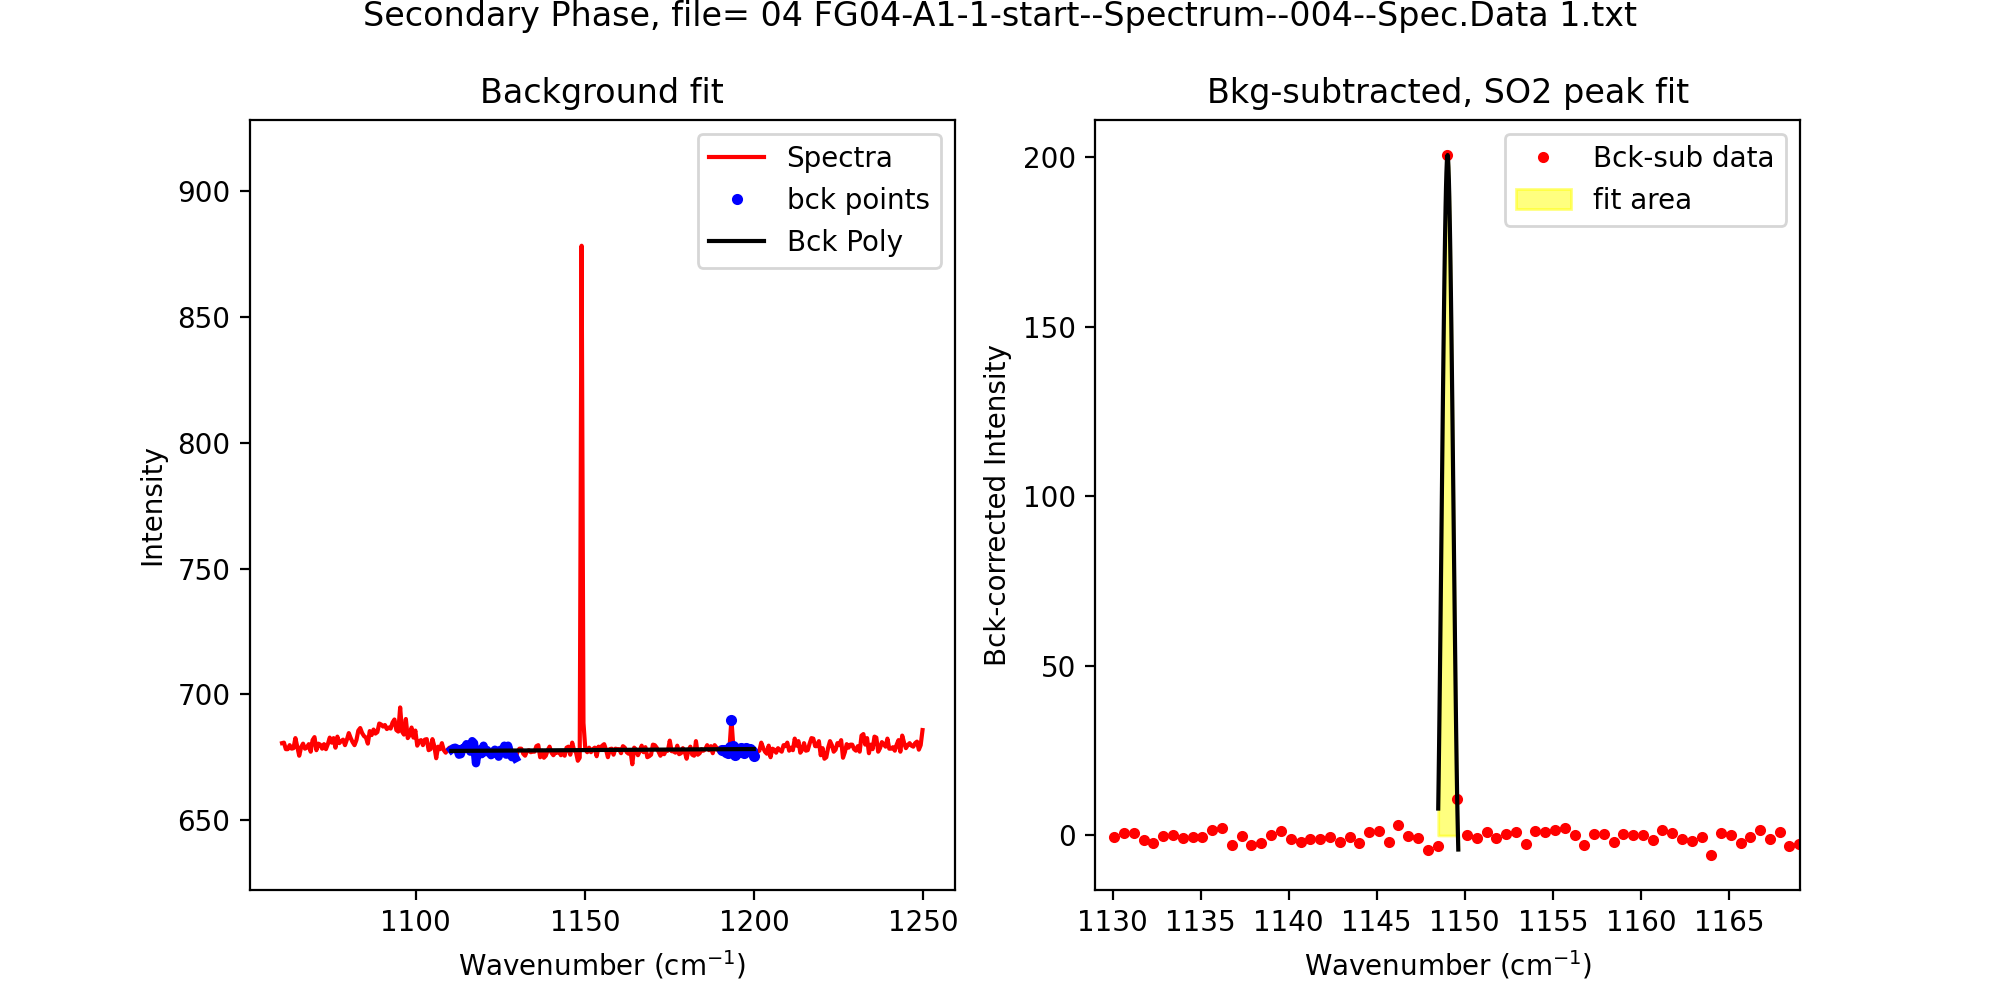 Secondary Phase, file= 04 FG04-A1-1-start--Spectrum--004--Spec.Data 1.txt
Background fit
Spectra
bck points
Bck Poly
Intensity
900
850
800
750
700
650
1100 1150 1200 1250
Wavenumber (cm⁻¹)
Bkg-subtracted, SO2 peak fit
Bck-sub data
fit area
Bck-corrected Intensity
200
150
100
50
0
1130 1135 1140 1145 1150 1155 1160 1165
Wavenumber (cm⁻¹)